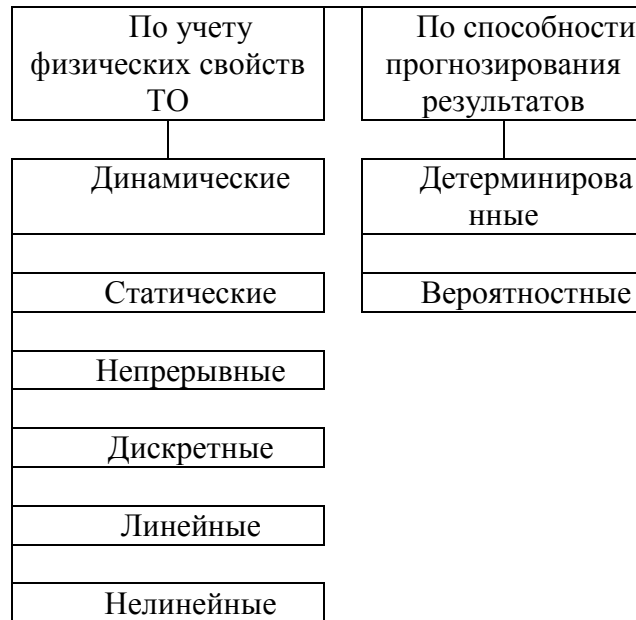 По учету
физических свойств
ТО
Динамические
Статические
Непрерывные
Дискретные
Линейные
Нелинейные
По способности
прогнозирования
результатов
Детерминирова
нные
Вероятностные